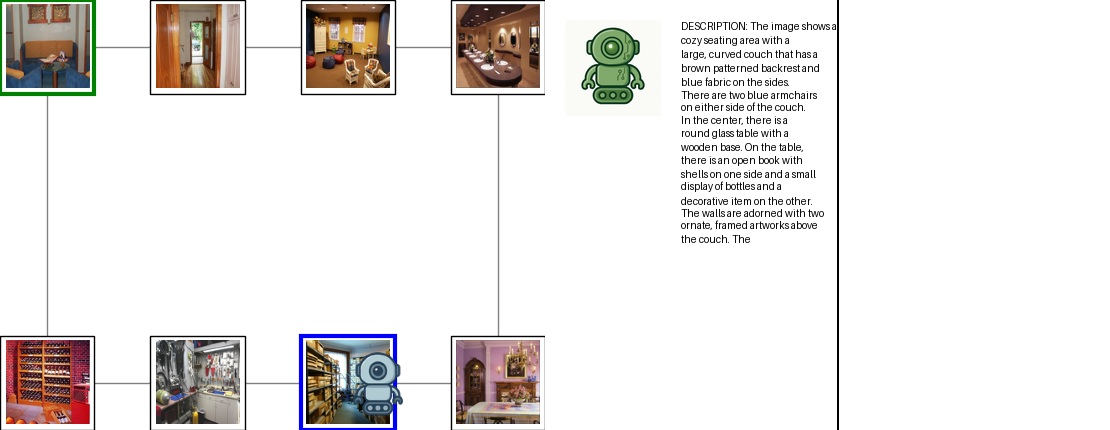 DESCRIPTION: The image shows a
cozy seating area with a
large, curved couch that has a
brown patterned backrest and
blue fabric on the sides.
There are two blue armchairs
on either side of the couch.
In the center, there is a
round glass table with a
wooden base. On the table,
there is an open book with
shells on one side and a small
display of bottles and a
decorative item on the other.
The walls are adorned with two
ornate, framed artworks above
the couch. The